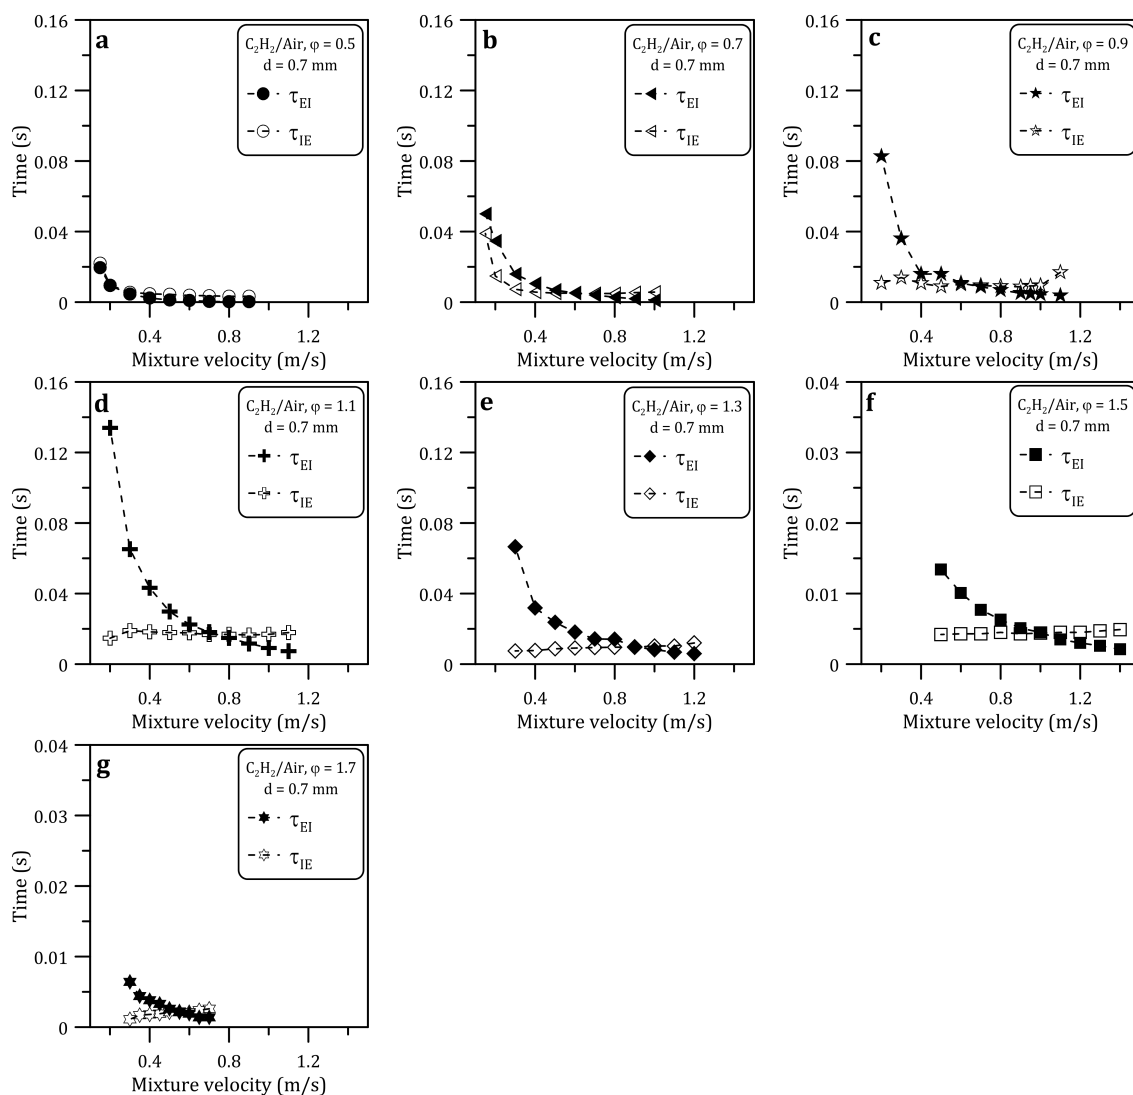 a
C₂H₂/Air, φ = 0.5
d = 0.7 mm
τEI
τIE
0.16
0.12
0.08
0.04
0
Time (s)
0.4 0.8 1.2
Mixture velocity (m/s)
b
C₂H₂/Air, φ = 0.7
d = 0.7 mm
τEI
τIE
0.16
0.12
0.08
0.04
0
Time (s)
0.4 0.8 1.2
Mixture velocity (m/s)
c
C₂H₂/Air, φ = 0.9
d = 0.7 mm
τEI
τIE
0.16
0.12
0.08
0.04
0
Time (s)
0.4 0.8 1.2
Mixture velocity (m/s)
d
C₂H₂/Air, φ = 1.1
d = 0.7 mm
τEI
τIE
0.16
0.12
0.08
0.04
0
Time (s)
0.4 0.8 1.2
Mixture velocity (m/s)
e
C₂H₂/Air, φ = 1.3
d = 0.7 mm
τEI
τIE
0.16
0.12
0.08
0.04
0
Time (s)
0.4 0.8 1.2
Mixture velocity (m/s)
f
C₂H₂/Air, φ = 1.5
d = 0.7 mm
τEI
τIE
0.04
0.03
0.02
0.01
0
Time (s)
0.4 0.8 1.2
Mixture velocity (m/s)
g
C₂H₂/Air, φ = 1.7
d = 0.7 mm
τEI
τIE
0.04
0.03
0.02
0.01
0
Time (s)
0.4 0.8 1.2
Mixture velocity (m/s)